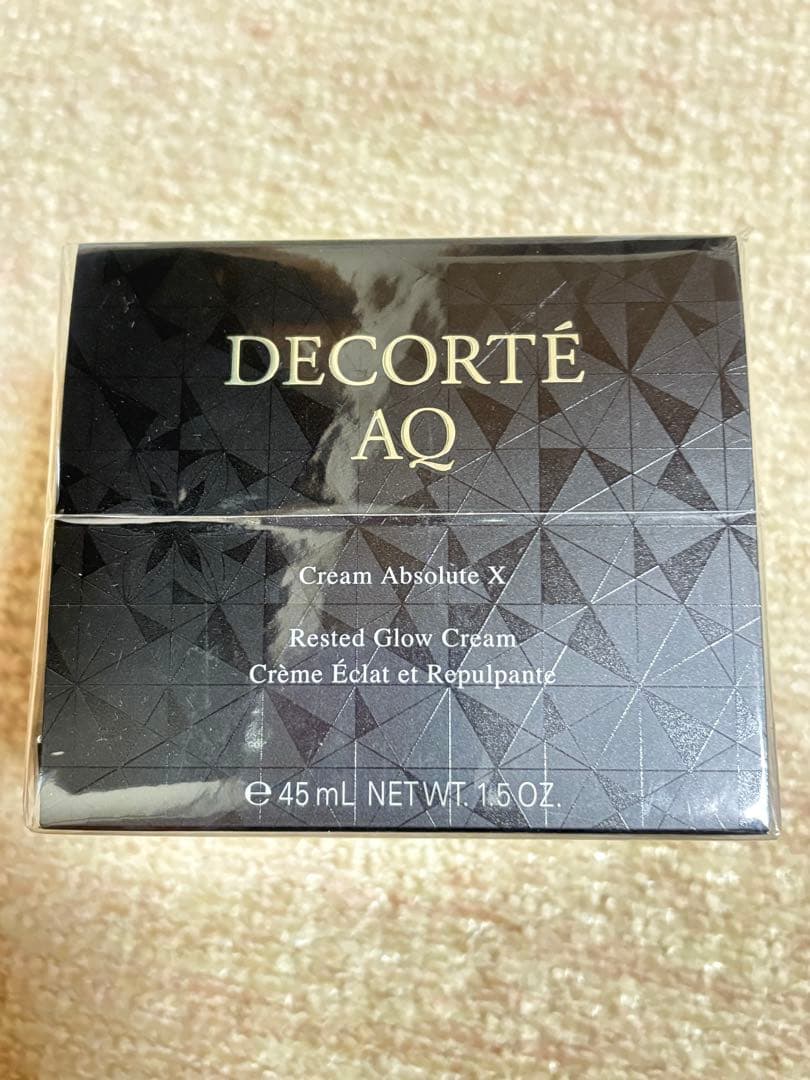 DECORTÉ
AQ
Cream Absolute X
Rested Glow Cream
Crème Éclat et Repulpante
℮ 45 mL NET WT. 1.5 OZ.